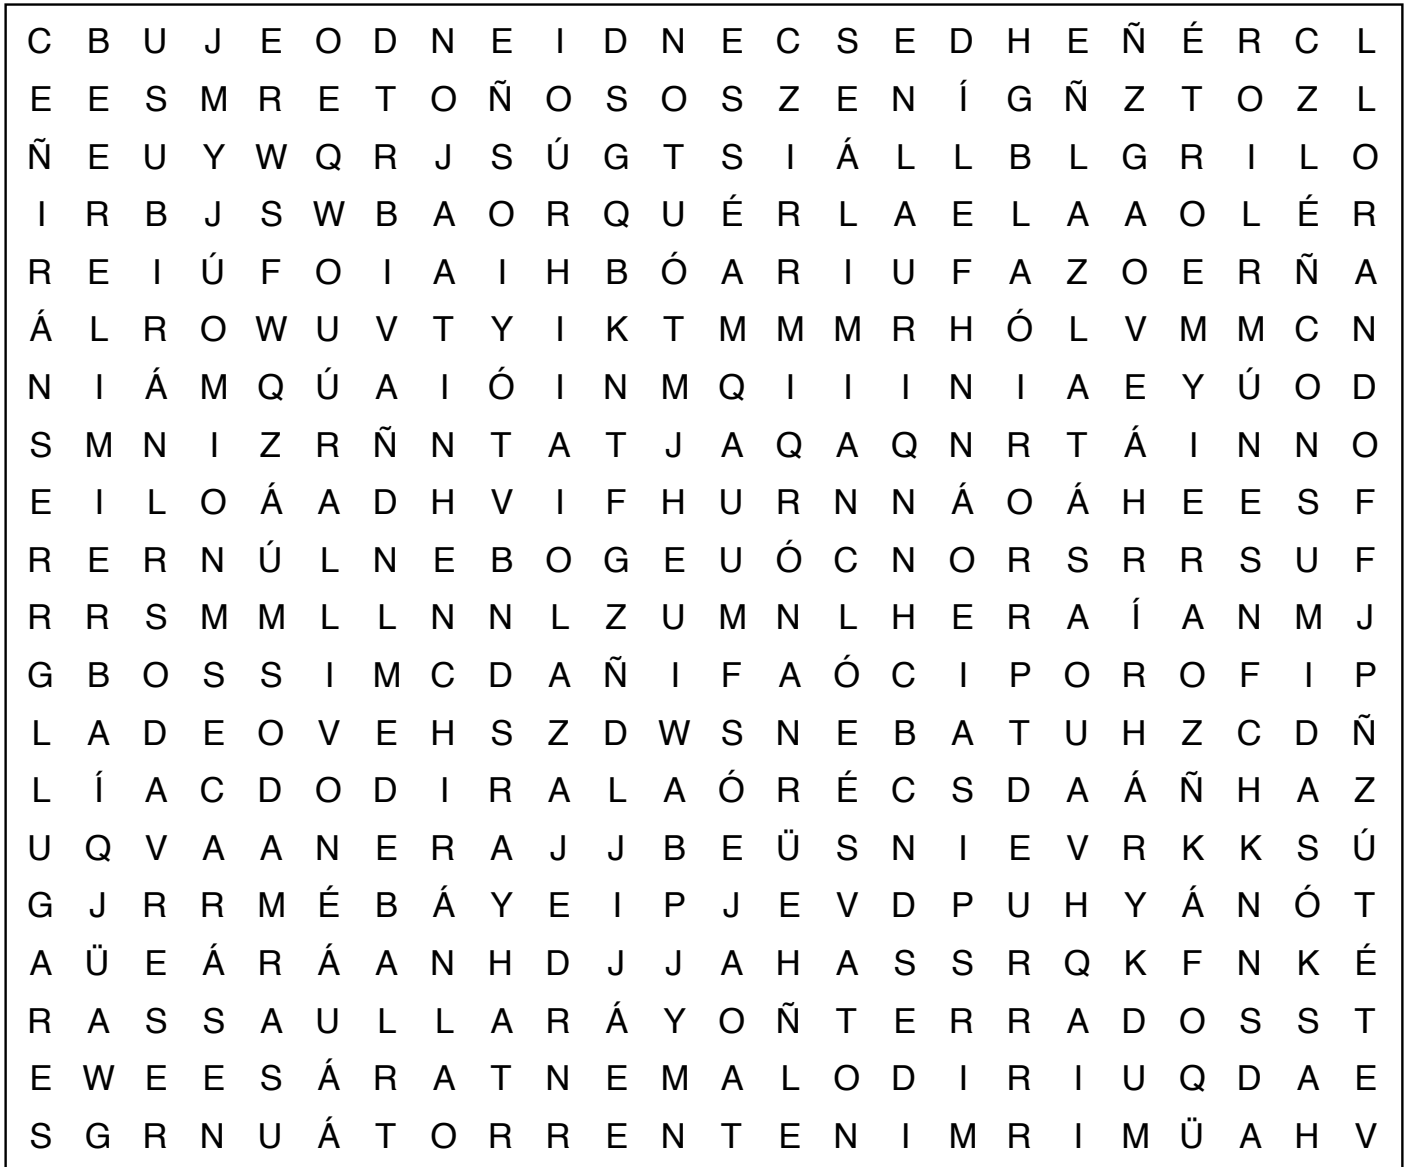 C B U J E O D N E I D N E C S E D H E Ñ É R C L
E E S M R E T O Ñ O S O S Z E N Í G Ñ Z T O Z L
Ñ E U Y W Q R J S Ú G T S I Á L L B L G R I L O
I R B J S W B A O R Q U É R L A E L A A O L É R
R E I Ú F O I A I H B Ó A R I U F A Z O E R Ñ A
Á L R O W U V T Y I K T M M M R H Ó L V M M C N
N I Á M Q Ú A I Ó I N M Q I I I N I A E Y Ú O D
S M N I Z R Ñ N T A T J A Q A Q N R T Á I N N O
E I L O Á A D H V I F H U R N N Á O Á H E E S F
R E R N Ú L N E B O G E U Ó C N O R S R R S U F
R R S M M L L N N L Z U M N L H E R A Í A N M J
G B O S S I M C D A Ñ I F A Ó C I P O R O F I P
L A D E O V E H S Z D W S N E B A T U H Z C D Ñ
L Í A C D O D I R A L A Ó R É C S D A Á Ñ H A Z
U Q V A A N E R A J J B E Ü S N I E V R K K S Ú
G J R R M É B Á Y E I P J E V D P U H Y Á N Ó T
A Ü E Á R Á A N H D J J A H A S S R Q K F N K É
R A S S A U L L A R Á Y O Ñ T E R R A D O S S T
E W E E S Á R A T N E M A L O D I R I U Q D A E
S G R N U Á T O R R E N T E N I M R I M Ü A H V